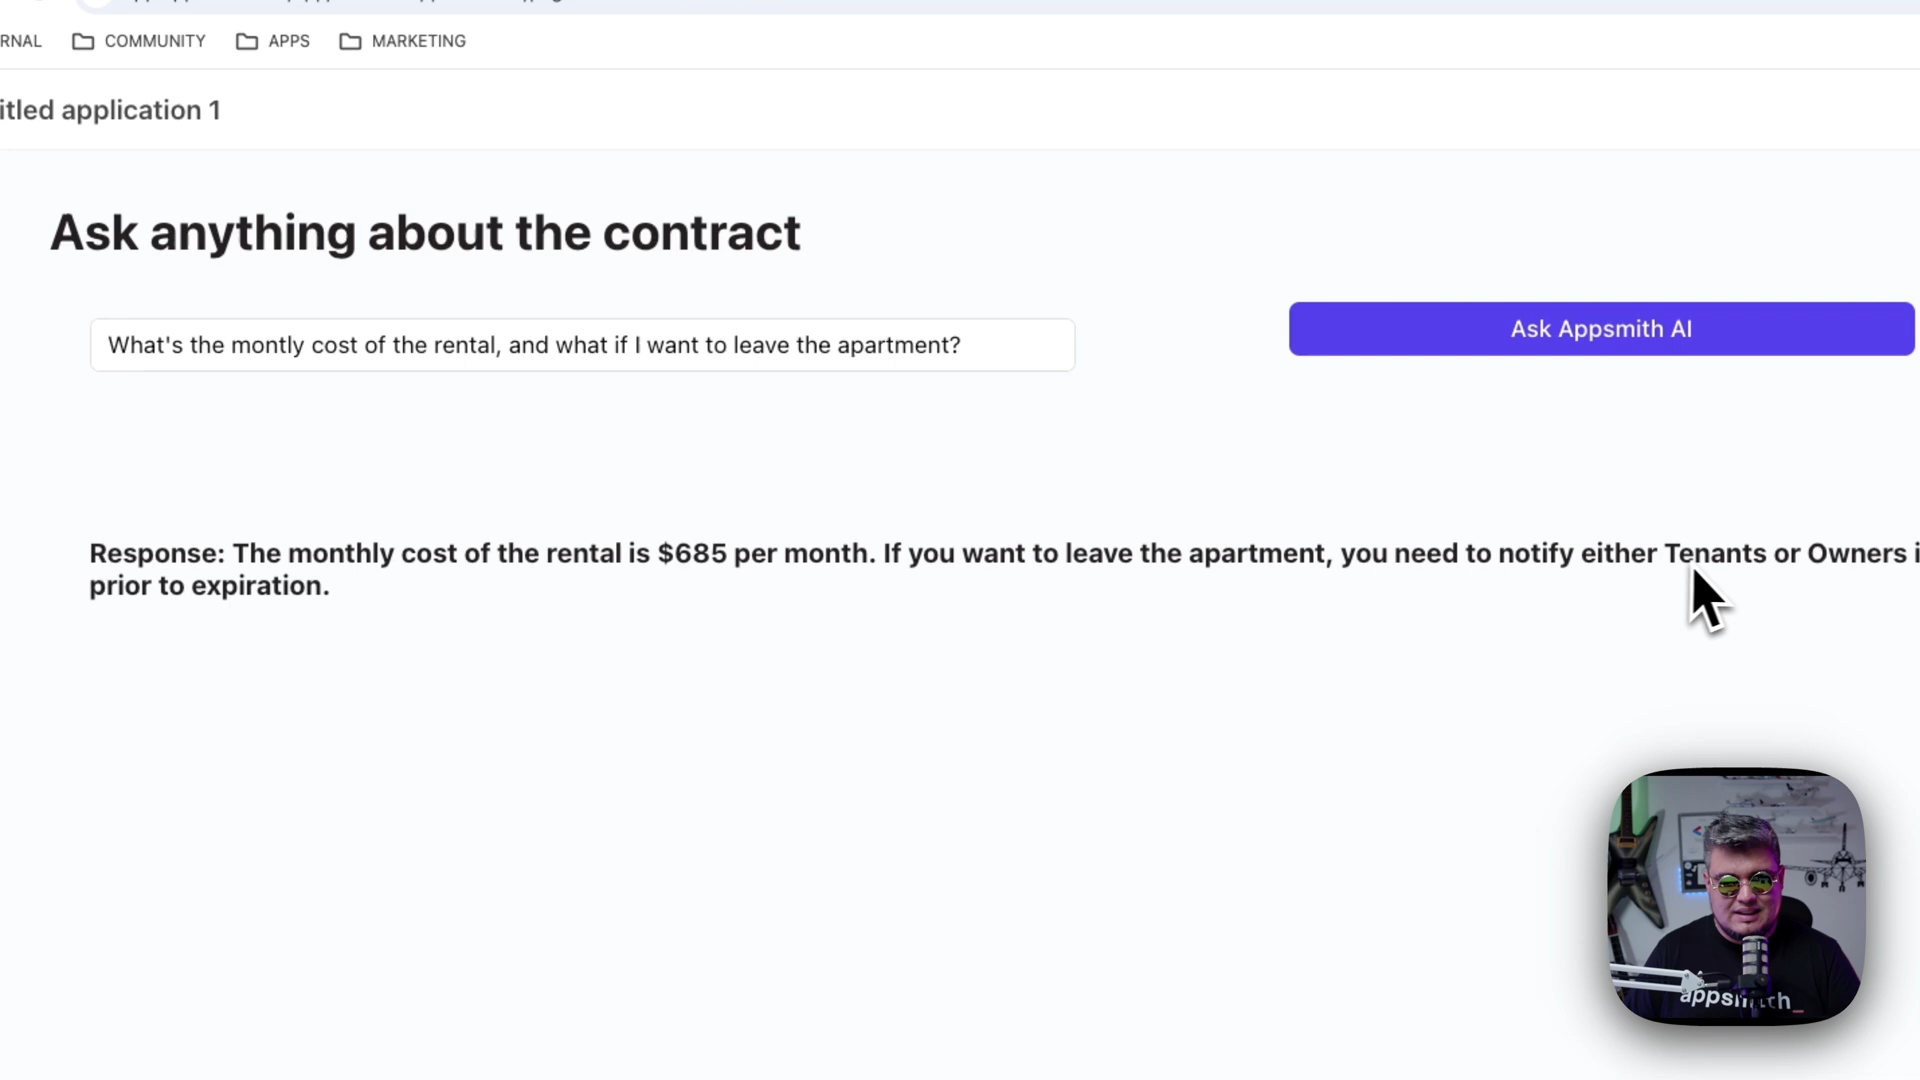 RNAL COMMUNITY APPS MARKETING
itled application 1
Ask anything about the contract
What's the montly cost of the rental, and what if I want to leave the apartment?
Ask Appsmith AI
Response: The monthly cost of the rental is $685 per month. If you want to leave the apartment, you need to notify either Tenants or Owners i
prior to expiration.